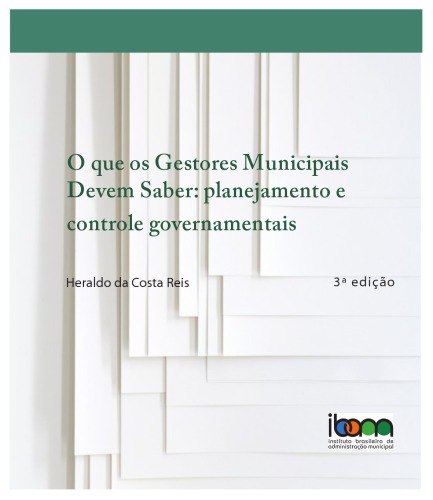 O que os Gestores Municipais
Devem Saber: planejamento e
controle governamentais
Heraldo da Costa Reis
3ª edição
ibam
instituto brasileiro de
administração municipal